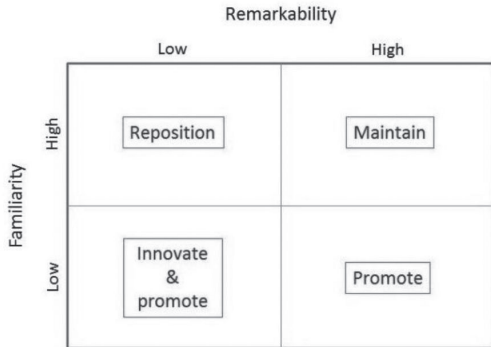 Remarkability
Low High
High
Reposition Maintain
Familiarity
Low
Innovate
&
promote
Promote